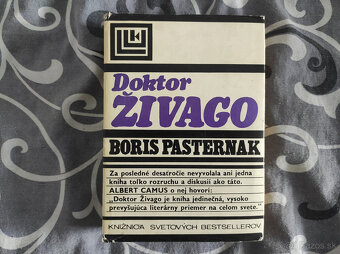 Doktor
ŽIVAGO
BORIS PASTERNAK
Za posledné desaťročie nevyvolala ani jedna
kniha toľko rozruchu a diskusií ako táto.
ALBERT CAMUS o nej hovorí:
„Doktor Živago je kniha jedinečná, vysoko
prevyšujúca literárny priemer na celom svete."
KNIŽNICA SVETOVÝCH BESTSELLEROV